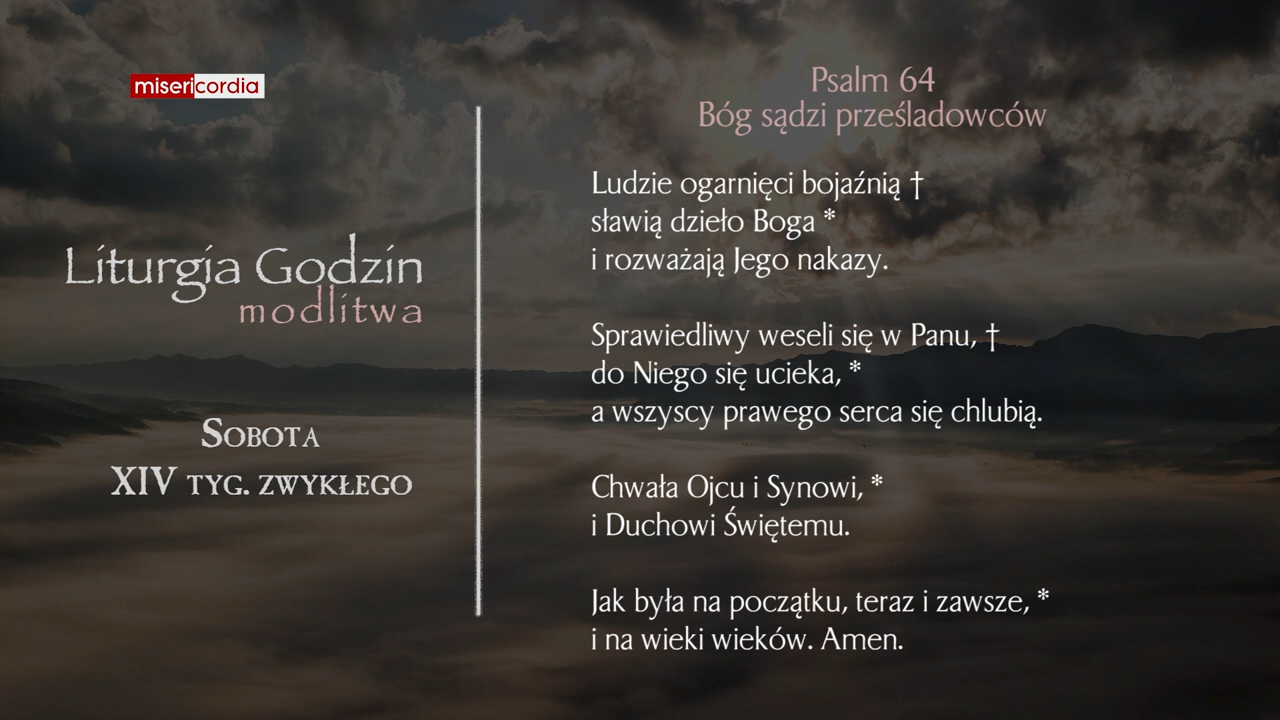 misericordia
Liturgia Godzin
modlitwa
Sobota
XIV tyg. zwykłego
Psalm 64
Bóg sądzi prześladowców
Ludzie ogarnięci bojaźnią †
sławią dzieło Boga *
i rozważają Jego nakazy.
Sprawiedliwy weseli się w Panu, †
do Niego się ucieka, *
a wszyscy prawego serca się chlubią.
Chwała Ojcu i Synowi, *
i Duchowi Świętemu.
Jak była na początku, teraz i zawsze, *
i na wieki wieków. Amen.